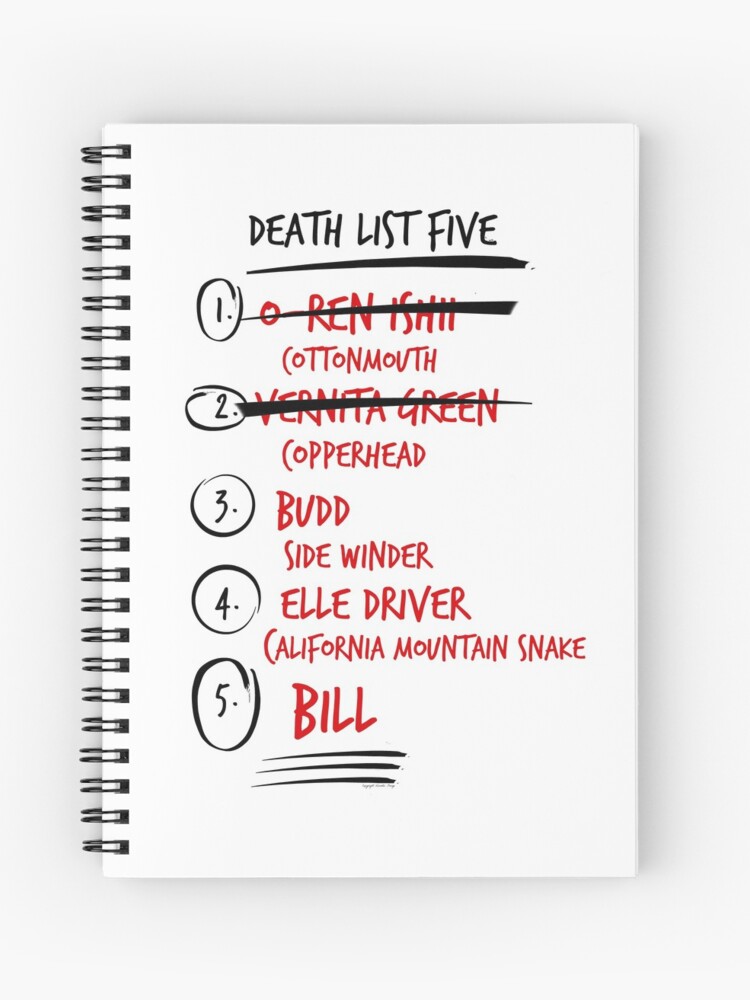 DEATH LIST FIVE
1. O-REN ISHII
COTTONMOUTH
2. VERNITA GREEN
COPPERHEAD
3. BUDD
SIDE WINDER
4. ELLE DRIVER
CALIFORNIA MOUNTAIN SNAKE
5. BILL